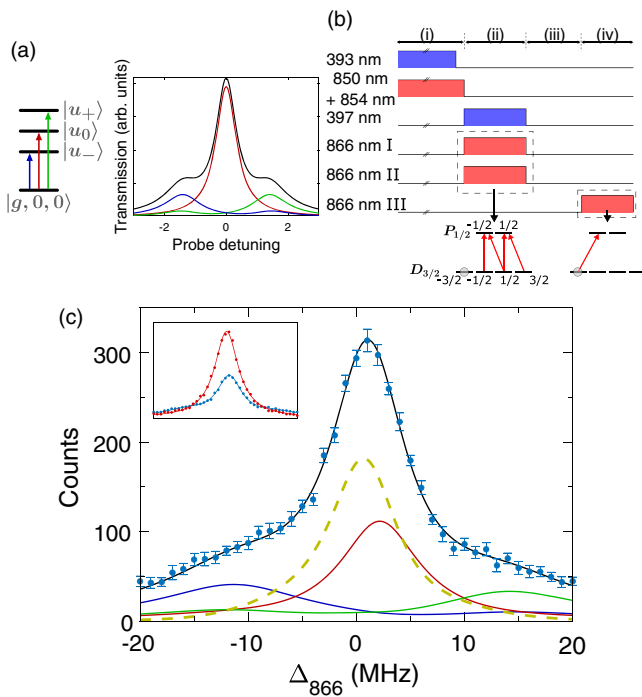 (a)
|u₊⟩
|u₀⟩
|u₋⟩
|g, 0, 0⟩
Transmission (arb. units)
-2 0 2
Probe detuning
(b)
(i) (ii) (iii) (iv)
393 nm
850 nm
+ 854 nm
397 nm
866 nm I
866 nm II
866 nm III
P₁/₂
-1/2 1/2
D₃/₂
-3/2 -1/2 1/2 3/2
(c)
Counts
300
200
100
0
-20 -10 0 10 20
Δ₈₆₆ (MHz)